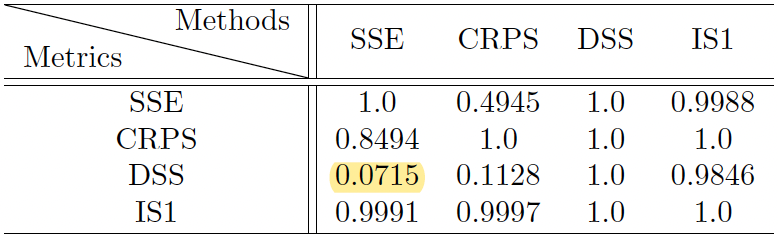 Methods
Metrics SSE CRPS DSS IS1
SSE 1.0 0.4945 1.0 0.9988
CRPS 0.8494 1.0 1.0 1.0
DSS 0.0715 0.1128 1.0 0.9846
IS1 0.9991 0.9997 1.0 1.0